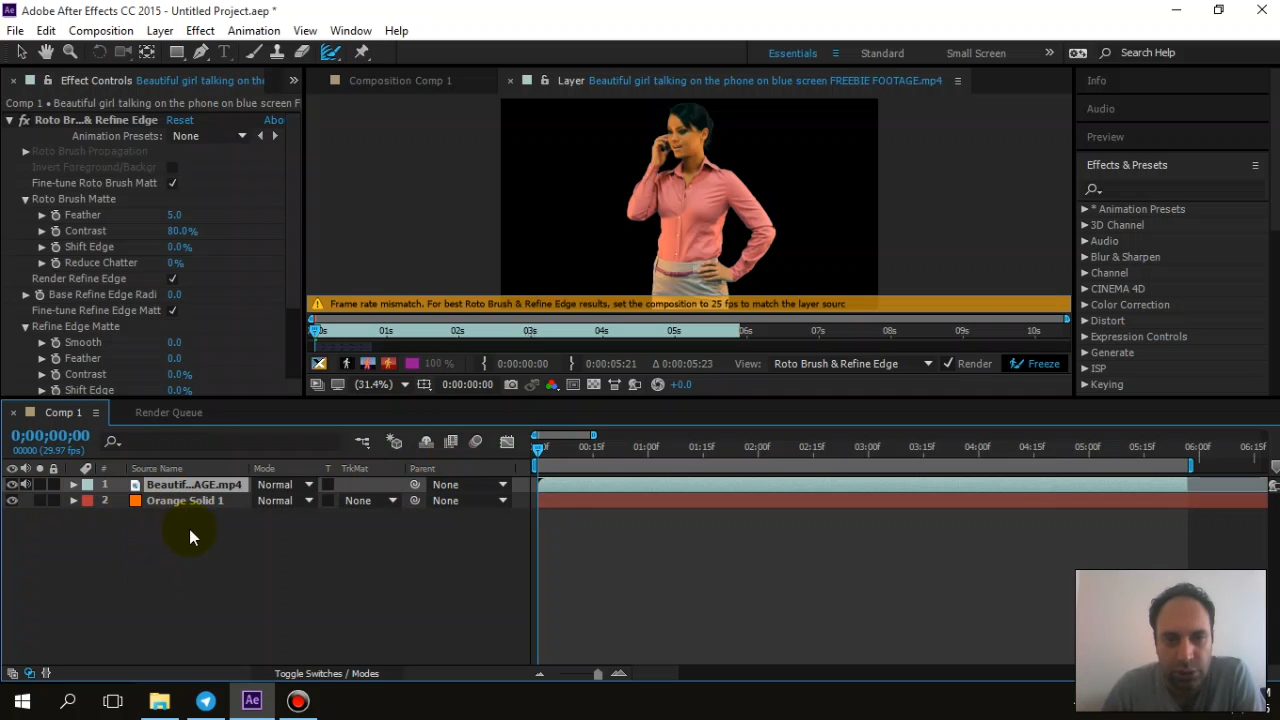 Adobe After Effects CC 2015 - Untitled Project.aep *
File Edit Composition Layer Effect Animation View Window Help
Essentials Standard Small Screen Search Help
Effect Controls Beautiful girl talking on the
Composition Comp 1
Layer Beautiful girl talking on the phone on blue screen FREEBIE FOOTAGE.mp4
Comp 1 • Beautiful girl talking on the phone on blue screen F
Roto Br...& Refine Edge Reset Abo
Animation Presets: None
Roto Brush Propagation
Invert Foreground/Backgr
Fine-tune Roto Brush Matt
Roto Brush Matte
Feather 5.0
Contrast 80.0%
Shift Edge 0.0%
Reduce Chatter 0%
Render Refine Edge
Base Refine Edge Radi 0.0
Fine-tune Refine Edge Matt
Refine Edge Matte
Smooth 0.0
Feather 0.0
Contrast 0.0%
Shift Edge 0.0%
Frame rate mismatch. For best Roto Brush & Refine Edge results, set the composition to 25 fps to match the layer sourc
0s 01s 02s 03s 04s 05s 06s 07s 08s 09s 10s
100 % 0:00:00:00 0:00:05:21 Δ 0:00:05:23 View: Roto Brush & Refine Edge Render Freeze
(31.4%) 0:00:00:00 +0.0
Info
Audio
Preview
Effects & Presets
* Animation Presets
3D Channel
Audio
Blur & Sharpen
Channel
CINEMA 4D
Color Correction
Distort
Expression Controls
Generate
ISP
Keying
Comp 1 Render Queue
0;00;00;00
00000 (29.97 fps)
0f 00:15f 01:00f 01:15f 02:00f 02:15f 03:00f 03:15f 04:00f 04:15f 05:00f 05:15f 06:00f 06:15f
# Source Name Mode T TrkMat Parent
1 Beautif...AGE.mp4 Normal None
2 Orange Solid 1 Normal None None
Toggle Switches / Modes
Ae